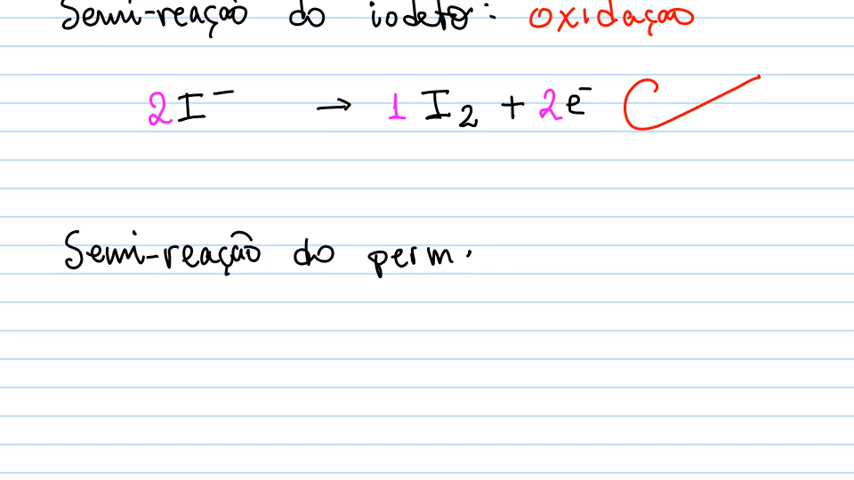 Semi-reação do iodeto: oxidação
2I⁻ → 1 I₂ + 2e⁻
Semi-reação do perm.